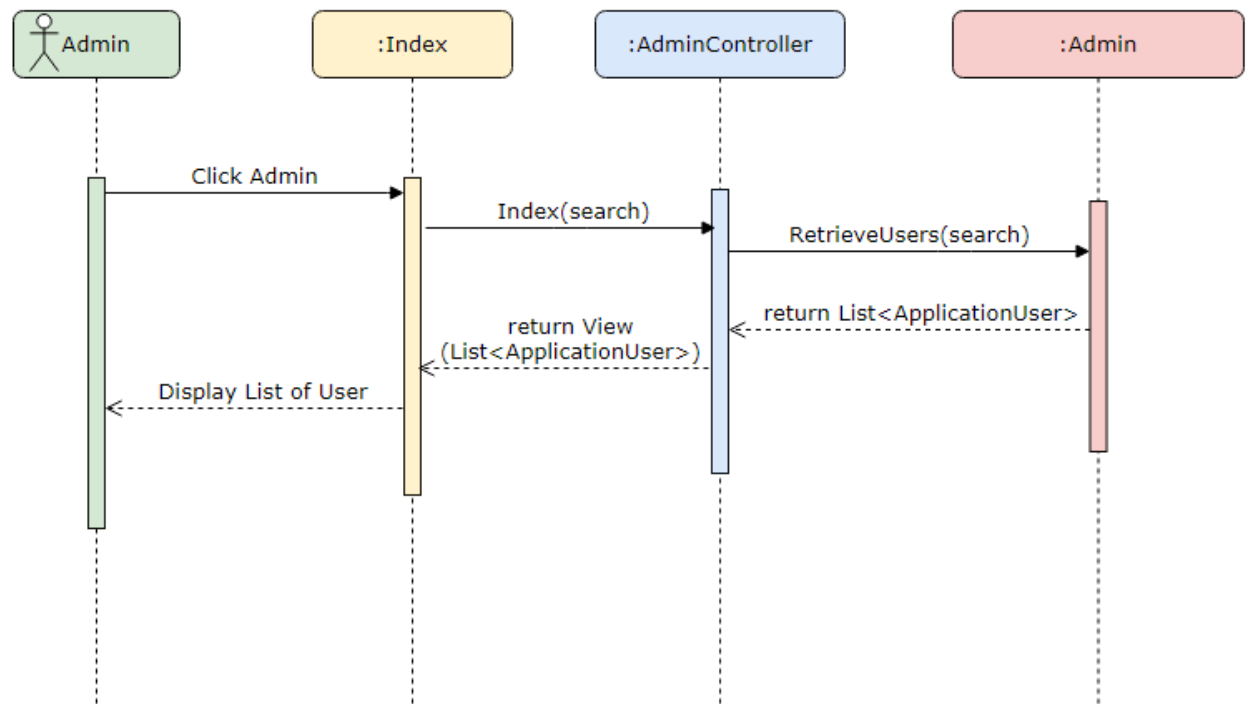 Admin
:Index
:AdminController
:Admin
Click Admin
Index(search)
RetrieveUsers(search)
return List<ApplicationUser>
return View
(List<ApplicationUser>)
Display List of User